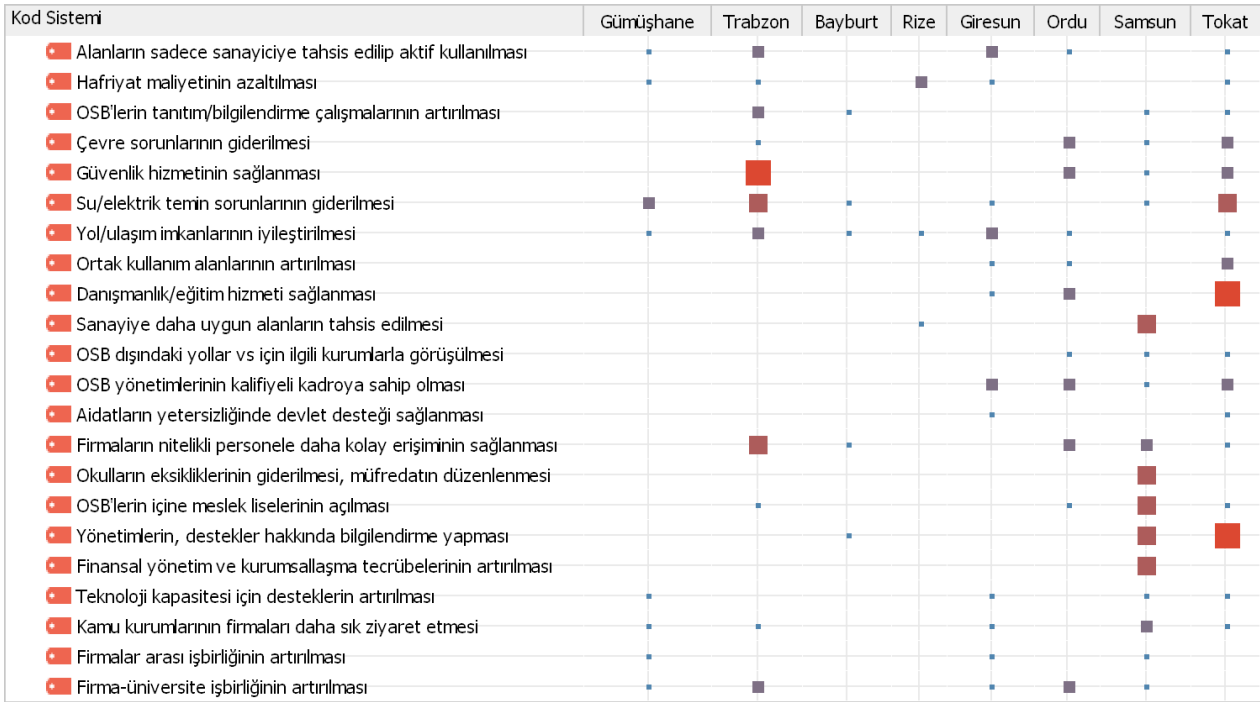 Kod Sistemi Gümüşhane Trabzon Bayburt Rize Giresun Ordu Samsun Tokat
Alanların sadece sanayiciye tahsis edilip aktif kullanılması
Hafriyat maliyetinin azaltılması
OSB'lerin tanıtım/bilgilendirme çalışmalarının artırılması
Çevre sorunlarının giderilmesi
Güvenlik hizmetinin sağlanması
Su/elektrik temin sorunlarının giderilmesi
Yol/ulaşım imkanlarının iyileştirilmesi
Ortak kullanım alanlarının artırılması
Danışmanlık/eğitim hizmeti sağlanması
Sanayiye daha uygun alanların tahsis edilmesi
OSB dışındaki yollar vs için ilgili kurumlarla görüşülmesi
OSB yönetimlerinin kalifiyeli kadroya sahip olması
Aidatların yetersizliğinde devlet desteği sağlanması
Firmaların nitelikli personele daha kolay erişiminin sağlanması
Okulların eksikliklerinin giderilmesi, müfredatın düzenlenmesi
OSB'lerin içine meslek liselerinin açılması
Yönetimlerin, destekler hakkında bilgilendirme yapması
Finansal yönetim ve kurumsallaşma tecrübelerinin artırılması
Teknoloji kapasitesi için desteklerin artırılması
Kamu kurumlarının firmaları daha sık ziyaret etmesi
Firmalar arası işbirliğinin artırılması
Firma-üniversite işbirliğinin artırılması